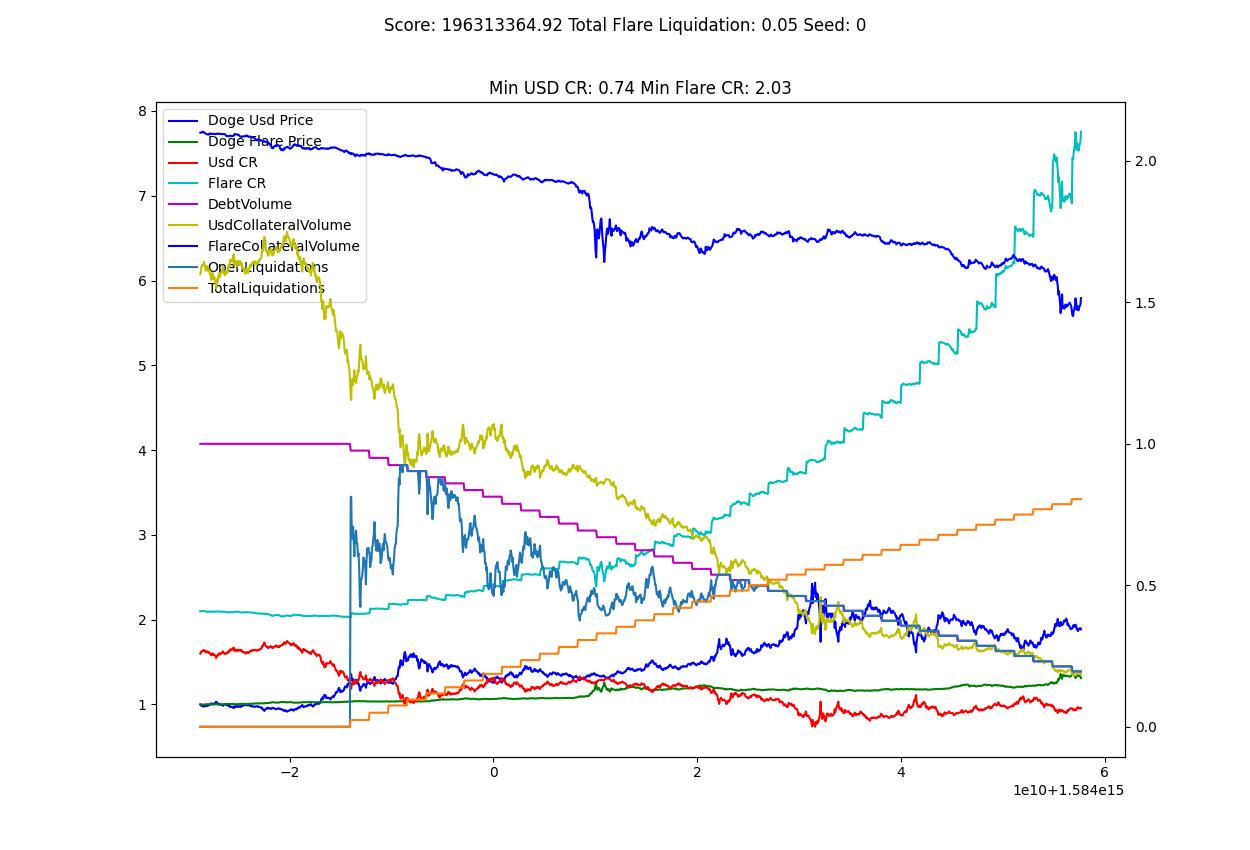 Score: 196313364.92 Total Flare Liquidation: 0.05 Seed: 0
Min USD CR: 0.74 Min Flare CR: 2.03
Doge Usd Price
Doge Flare Price
Usd CR
Flare CR
DebtVolume
UsdCollateralVolume
FlareCollateralVolume
OpenLiquidations
TotalLiquidations
8
7
6
5
4
3
2
1
2.0
1.5
1.0
0.5
0.0
−2
0
2
4
6
1e10+1.584e15